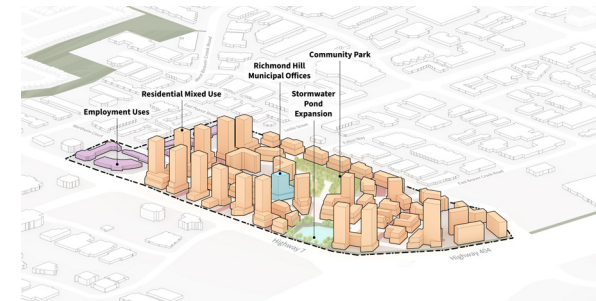 Community Park
Richmond Hill
Municipal Offices
Residential Mixed Use
Stormwater
Pond
Expansion
Employment Uses
Highway 7
Highway 404